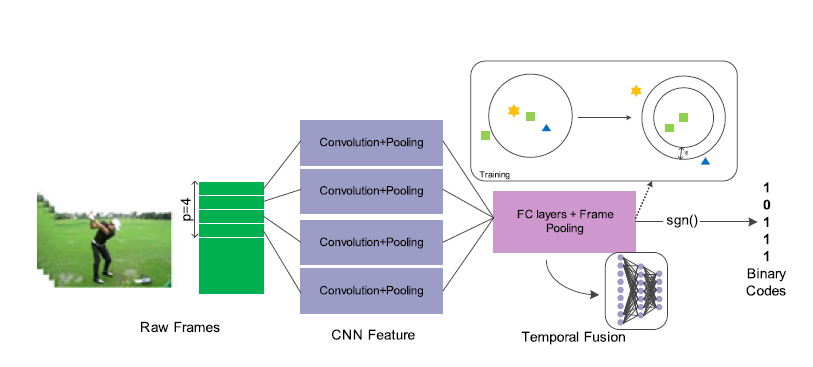 Training
Convolution+Pooling
Convolution+Pooling
Convolution+Pooling
Convolution+Pooling
p=4
FC layers + Frame
Pooling
sgn()
1
0
1
1
1
Binary
Codes
Raw Frames
CNN Feature
Temporal Fusion